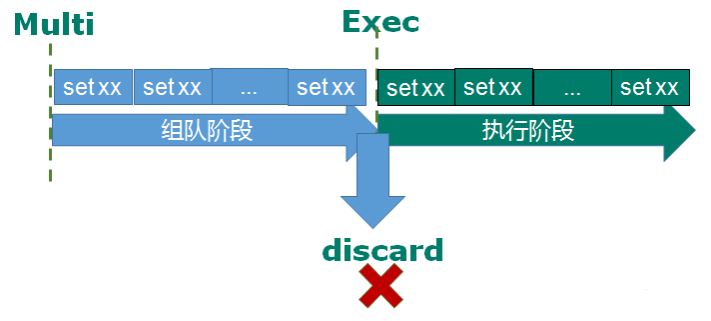 Multi
Exec
set xx set xx ... set xx set xx set xx ... set xx
组队阶段 执行阶段
discard